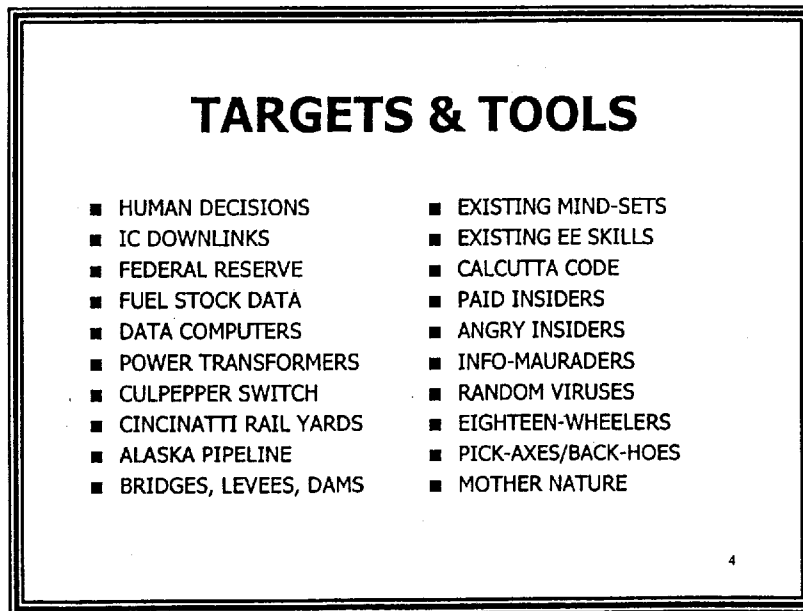 TARGETS & TOOLS
HUMAN DECISIONS
IC DOWNLINKS
FEDERAL RESERVE
FUEL STOCK DATA
DATA COMPUTERS
POWER TRANSFORMERS
CULPEPPER SWITCH
CINCINATTI RAIL YARDS
ALASKA PIPELINE
BRIDGES, LEVEES, DAMS
EXISTING MIND-SETS
EXISTING EE SKILLS
CALCUTTA CODE
PAID INSIDERS
ANGRY INSIDERS
INFO-MAURADERS
RANDOM VIRUSES
EIGHTEEN-WHEELERS
PICK-AXES/BACK-HOES
MOTHER NATURE
4